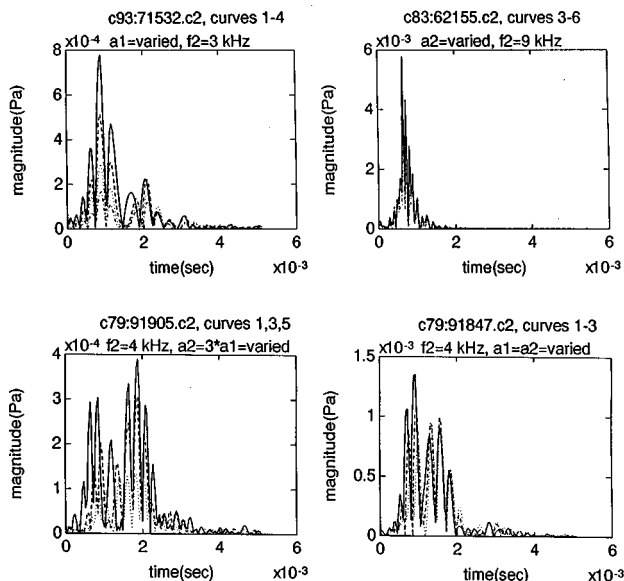 c93:71532.c2, curves 1-4
x10-4 a1=varied, f2=3 kHz
8
6
4
2
0
magnitude(Pa)
0 2 4 6
time(sec) x10-3
c83:62155.c2, curves 3-6
x10-3 a2=varied, f2=9 kHz
6
4
2
0
magnitude(Pa)
0 2 4 6
time(sec) x10-3
c79:91905.c2, curves 1,3,5
x10-4 f2=4 kHz, a2=3*a1=varied
4
3
2
1
0
magnitude(Pa)
0 2 4 6
time(sec) x10-3
c79:91847.c2, curves 1-3
x10-3 f2=4 kHz, a1=a2=varied
1.5
1
0.5
0
magnitude(Pa)
0 2 4 6
time(sec) x10-3